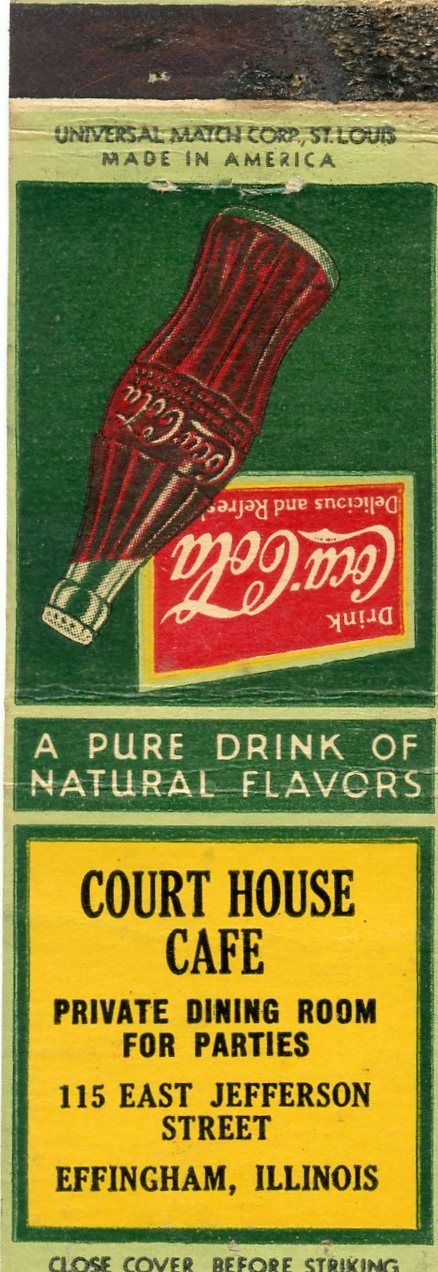 UNIVERSAL MATCH CORP., ST. LOUIS
MADE IN AMERICA
Coca-Cola
Drink
Coca-Cola
Delicious and
A PURE DRINK OF
NATURAL FLAVORS
COURT HOUSE
CAFE
PRIVATE DINING ROOM
FOR PARTIES
115 EAST JEFFERSON
STREET
EFFINGHAM, ILLINOIS
CLOSE COVER BEFORE STRIKING